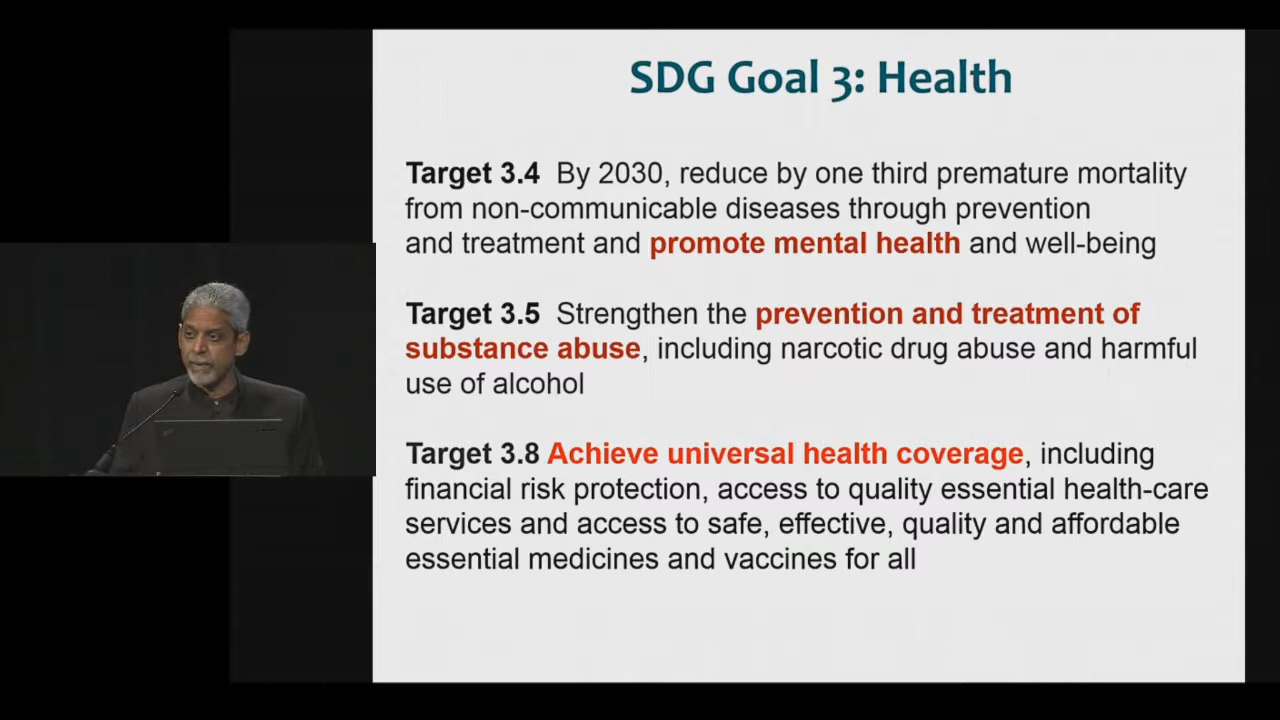 SDG Goal 3: Health
Target 3.4 By 2030, reduce by one third premature mortality
from non-communicable diseases through prevention
and treatment and promote mental health and well-being
Target 3.5 Strengthen the prevention and treatment of
substance abuse, including narcotic drug abuse and harmful
use of alcohol
Target 3.8 Achieve universal health coverage, including
financial risk protection, access to quality essential health-care
services and access to safe, effective, quality and affordable
essential medicines and vaccines for all